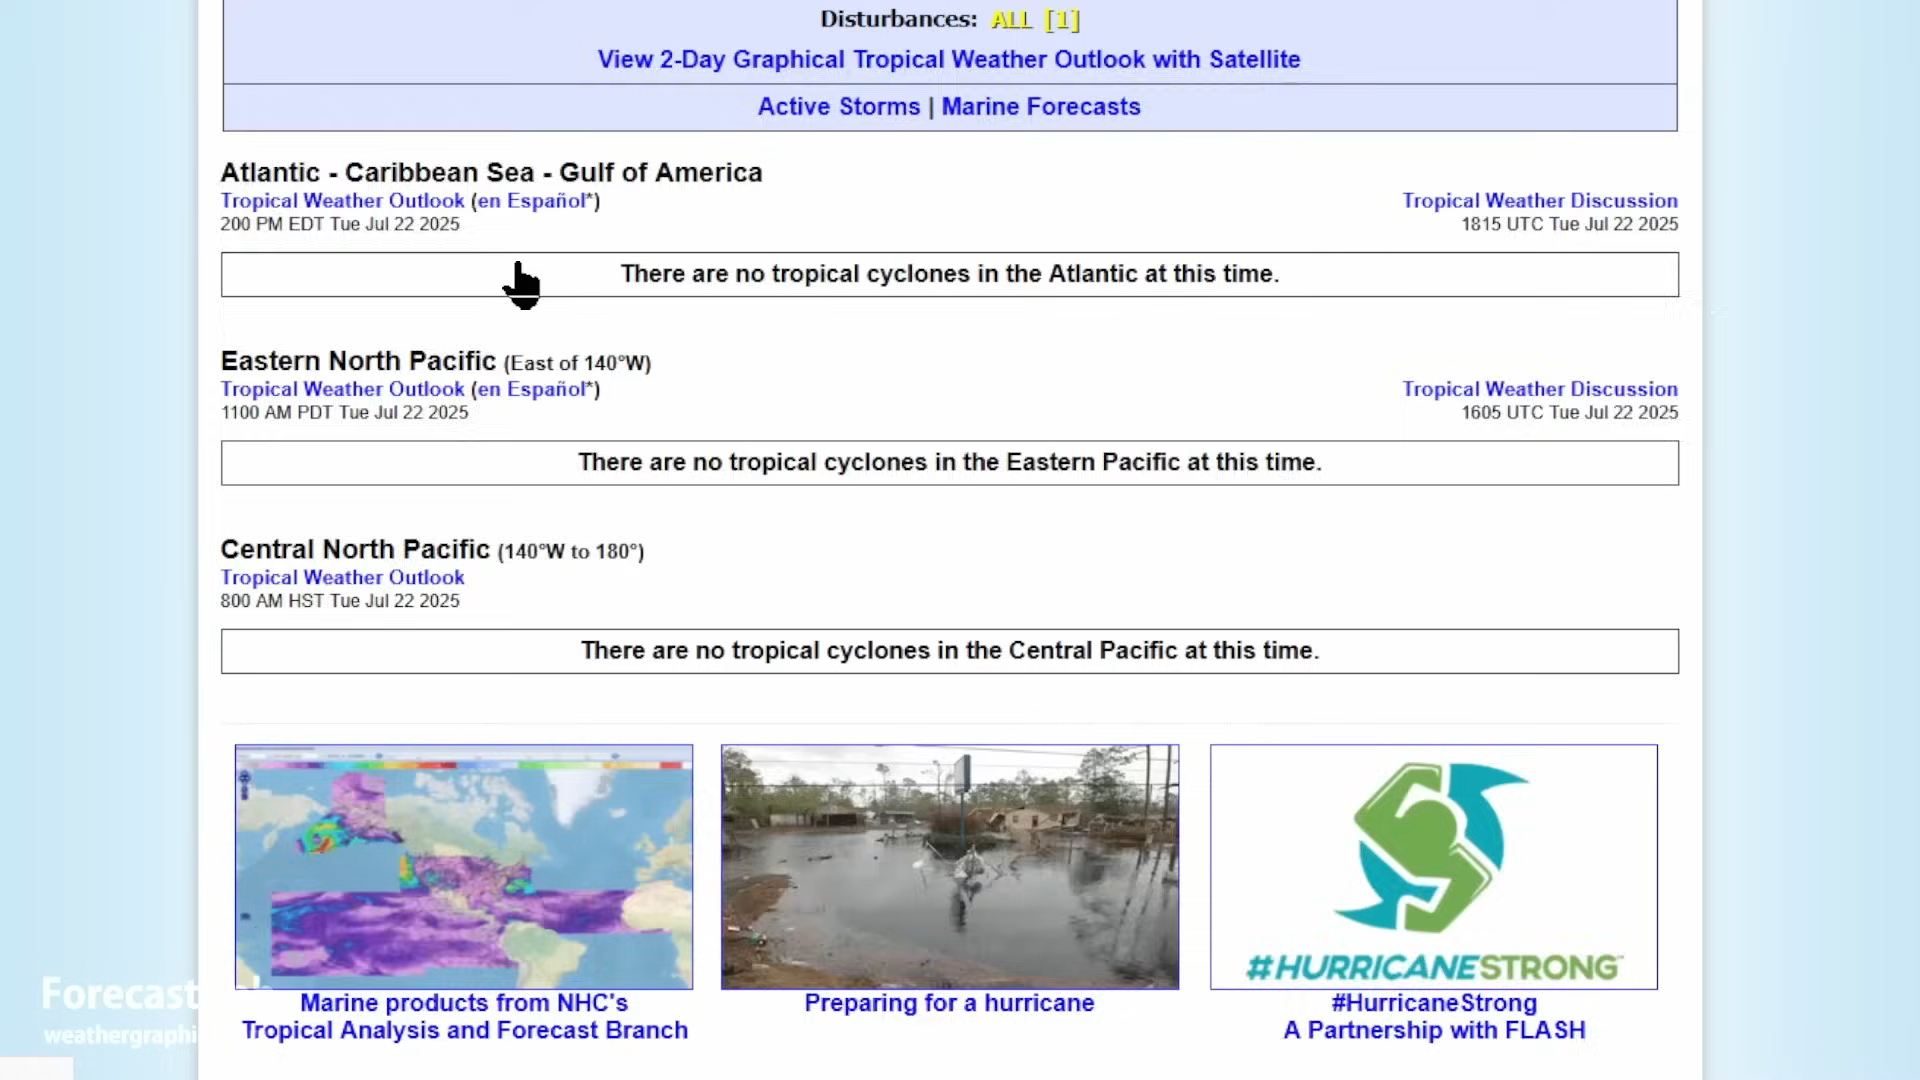 Disturbances: ALL [1]
View 2-Day Graphical Tropical Weather Outlook with Satellite
Active Storms | Marine Forecasts
Atlantic - Caribbean Sea - Gulf of America
Tropical Weather Outlook (en Español*)
Tropical Weather Discussion
200 PM EDT Tue Jul 22 2025
1815 UTC Tue Jul 22 2025
There are no tropical cyclones in the Atlantic at this time.
Eastern North Pacific (East of 140°W)
Tropical Weather Outlook (en Español*)
Tropical Weather Discussion
1100 AM PDT Tue Jul 22 2025
1605 UTC Tue Jul 22 2025
There are no tropical cyclones in the Eastern Pacific at this time.
Central North Pacific (140°W to 180°)
Tropical Weather Outlook
800 AM HST Tue Jul 22 2025
There are no tropical cyclones in the Central Pacific at this time.
#HURRICANESTRONG™
Marine products from NHC's
Tropical Analysis and Forecast Branch
Preparing for a hurricane
#HurricaneStrong
A Partnership with FLASH
Forecast
weathergraphi